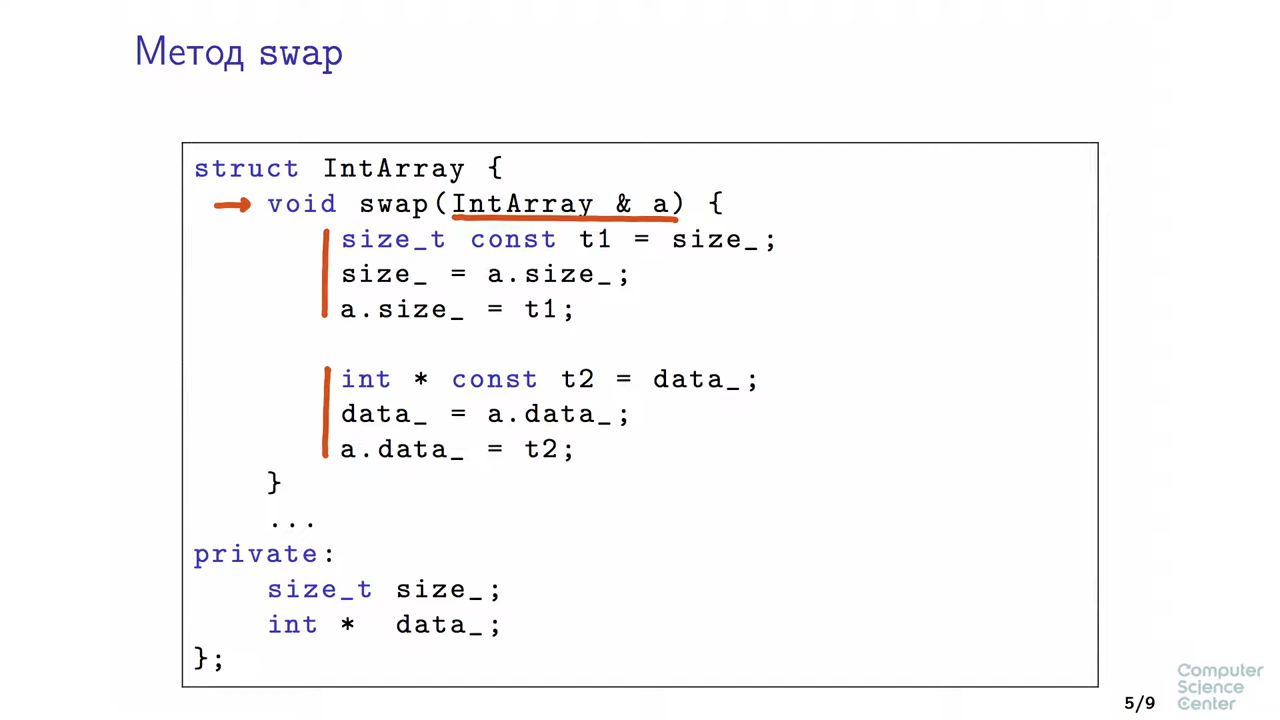 Метод swap
struct IntArray {
void swap(IntArray & a) {
size_t const t1 = size_;
size_ = a.size_;
a.size_ = t1;
int * const t2 = data_;
data_ = a.data_;
a.data_ = t2;
}
...
private:
size_t size_;
int * data_;
};
5/9
Computer
Science
Center